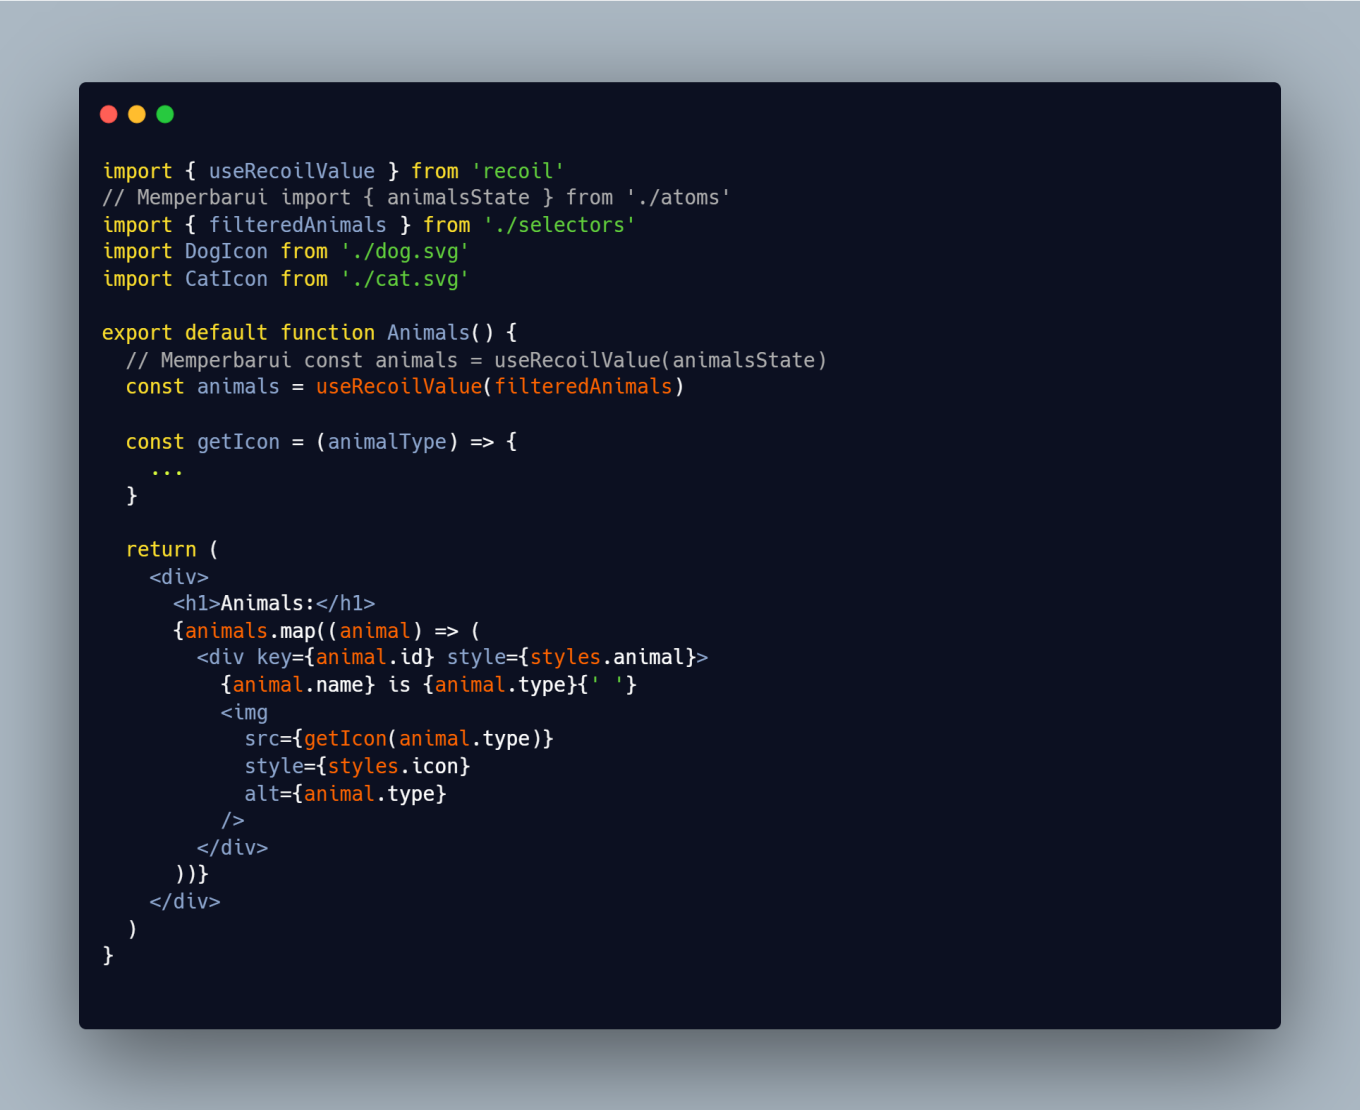 import { useRecoilValue } from 'recoil'
// Memperbarui import { animalsState } from './atoms'
import { filteredAnimals } from './selectors'
import DogIcon from './dog.svg'
import CatIcon from './cat.svg'

export default function Animals() {
  // Memperbarui const animals = useRecoilValue(animalsState)
  const animals = useRecoilValue(filteredAnimals)

  const getIcon = (animalType) => {
    ...
  }

  return (
    <div>
      <h1>Animals:</h1>
      {animals.map((animal) => (
        <div key={animal.id} style={styles.animal}>
          {animal.name} is {animal.type}{' '}
          <img
            src={getIcon(animal.type)}
            style={styles.icon}
            alt={animal.type}
          />
        </div>
      ))}
    </div>
  )
}